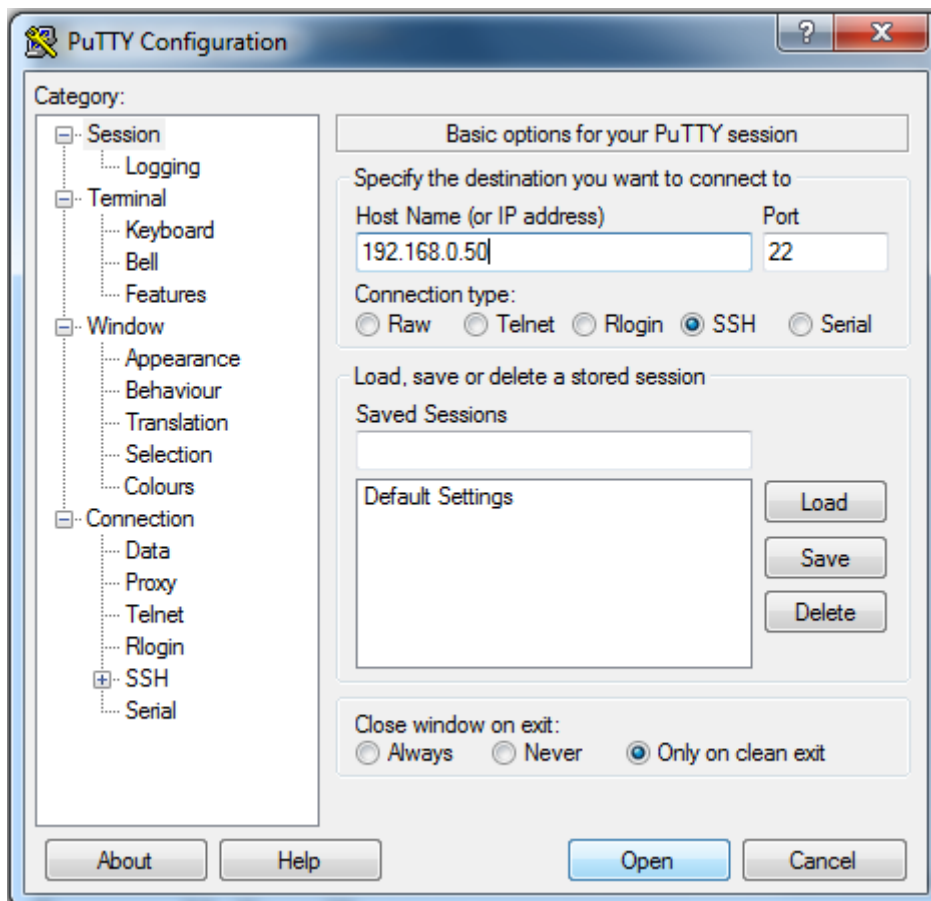 PuTTY Configuration
?
X
Category:
Session
Logging
Terminal
Keyboard
Bell
Features
Window
Appearance
Behaviour
Translation
Selection
Colours
Connection
Data
Proxy
Telnet
Rlogin
SSH
Serial
Basic options for your PuTTY session
Specify the destination you want to connect to
Host Name (or IP address) Port
192.168.0.50 22
Connection type:
Raw Telnet Rlogin SSH Serial
Load, save or delete a stored session
Saved Sessions
Default Settings
Load
Save
Delete
Close window on exit:
Always Never Only on clean exit
About Help Open Cancel